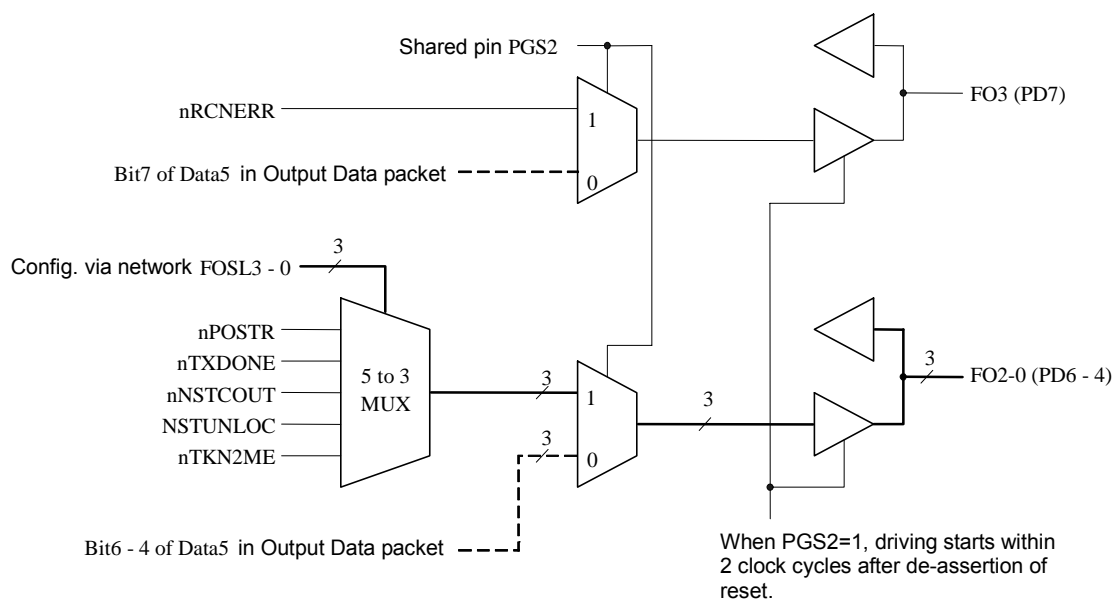 Shared pin PGS2
nRCNERR
1
FO3 (PD7)
Bit7 of Data5 in Output Data packet
0
3
Config. via network FOSL3 - 0
nPOSTR
nTXDONE
nNSTCOUT
NSTUNLOC
nTKN2ME
5 to 3
MUX
3
1
3
3
FO2-0 (PD6 - 4)
3
0
Bit6 - 4 of Data5 in Output Data packet
When PGS2=1, driving starts within
2 clock cycles after de-assertion of
reset.